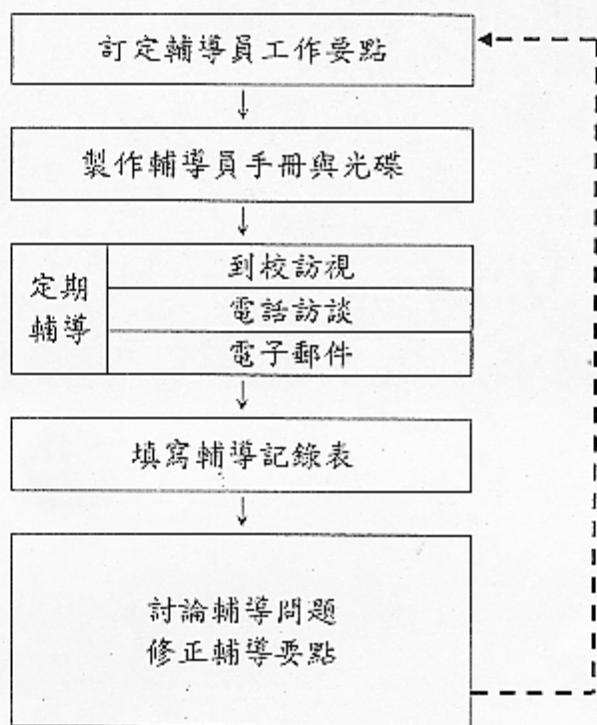 訂定輔導員工作要點
製作輔導員手冊與光碟
定期
輔導
到校訪視
電話訪談
電子郵件
填寫輔導記錄表
討論輔導問題
修正輔導要點